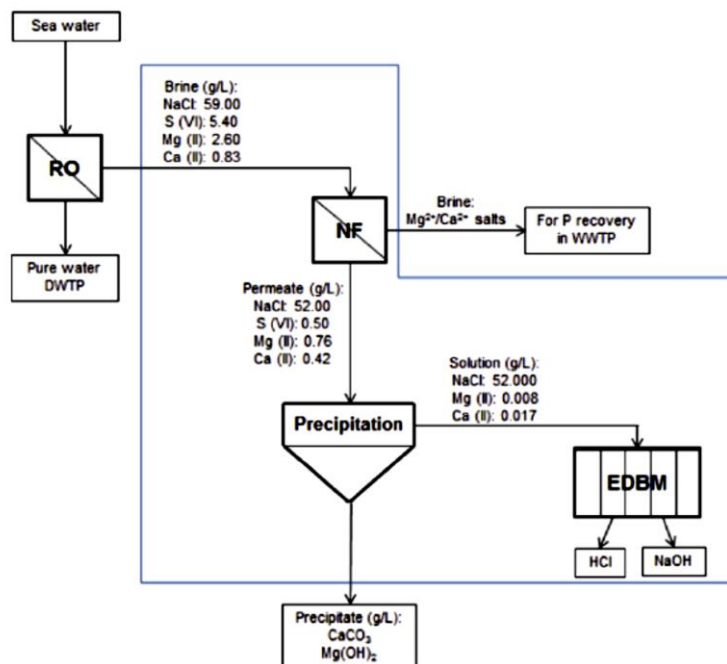 Sea water
Brine (g/L):
NaCl: 59.00
S (VI): 5.40
Mg (II): 2.60
Ca (II): 0.83
RO
Pure water
DWTP
NF
Brine:
Mg²⁺/Ca²⁺ salts
For P recovery
in WWTP
Permeate (g/L):
NaCl: 52.00
S (VI): 0.50
Mg (II): 0.76
Ca (II): 0.42
Precipitation
Solution (g/L):
NaCl: 52.000
Mg (II): 0.008
Ca (II): 0.017
EDBM
HCl
NaOH
Precipitate (g/L):
CaCO₃
Mg(OH)₂